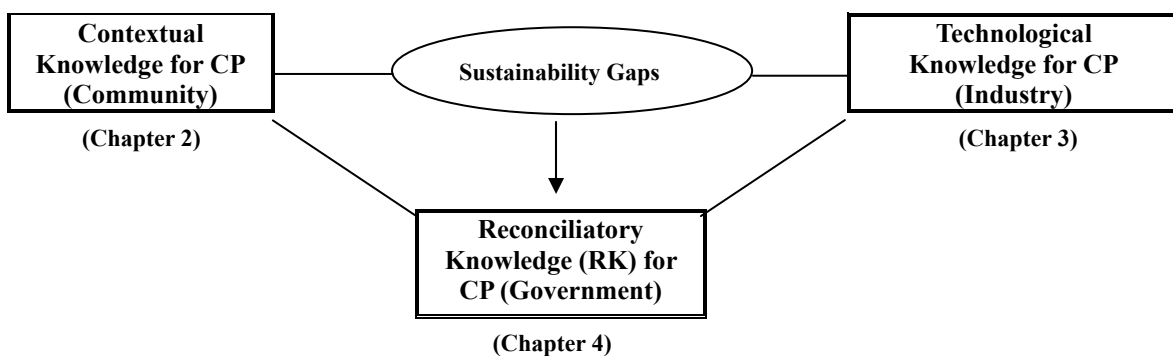 Contextual
Knowledge for CP
(Community)
(Chapter 2)
Sustainability Gaps
Technological
Knowledge for CP
(Industry)
(Chapter 3)
Reconciliatory
Knowledge (RK) for
CP (Government)
(Chapter 4)